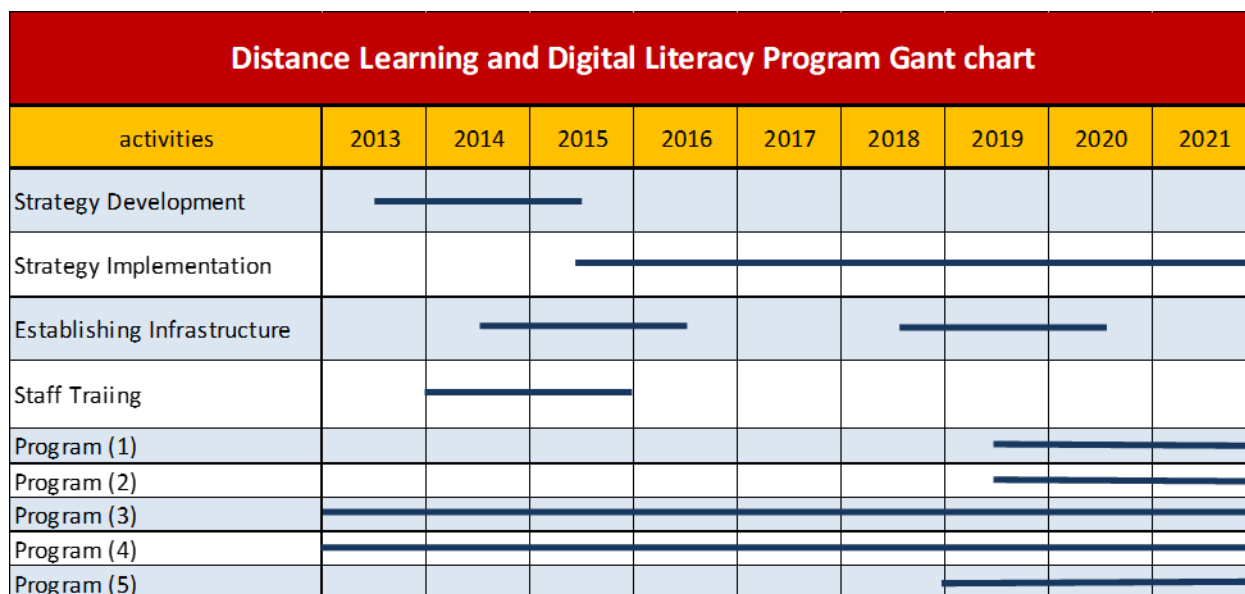 Distance Learning and Digital Literacy Program Gant chart
activities 2013 2014 2015 2016 2017 2018 2019 2020 2021
Strategy Development
Strategy Implementation
Establishing Infrastructure
Staff Traiing
Program (1)
Program (2)
Program (3)
Program (4)
Program (5)